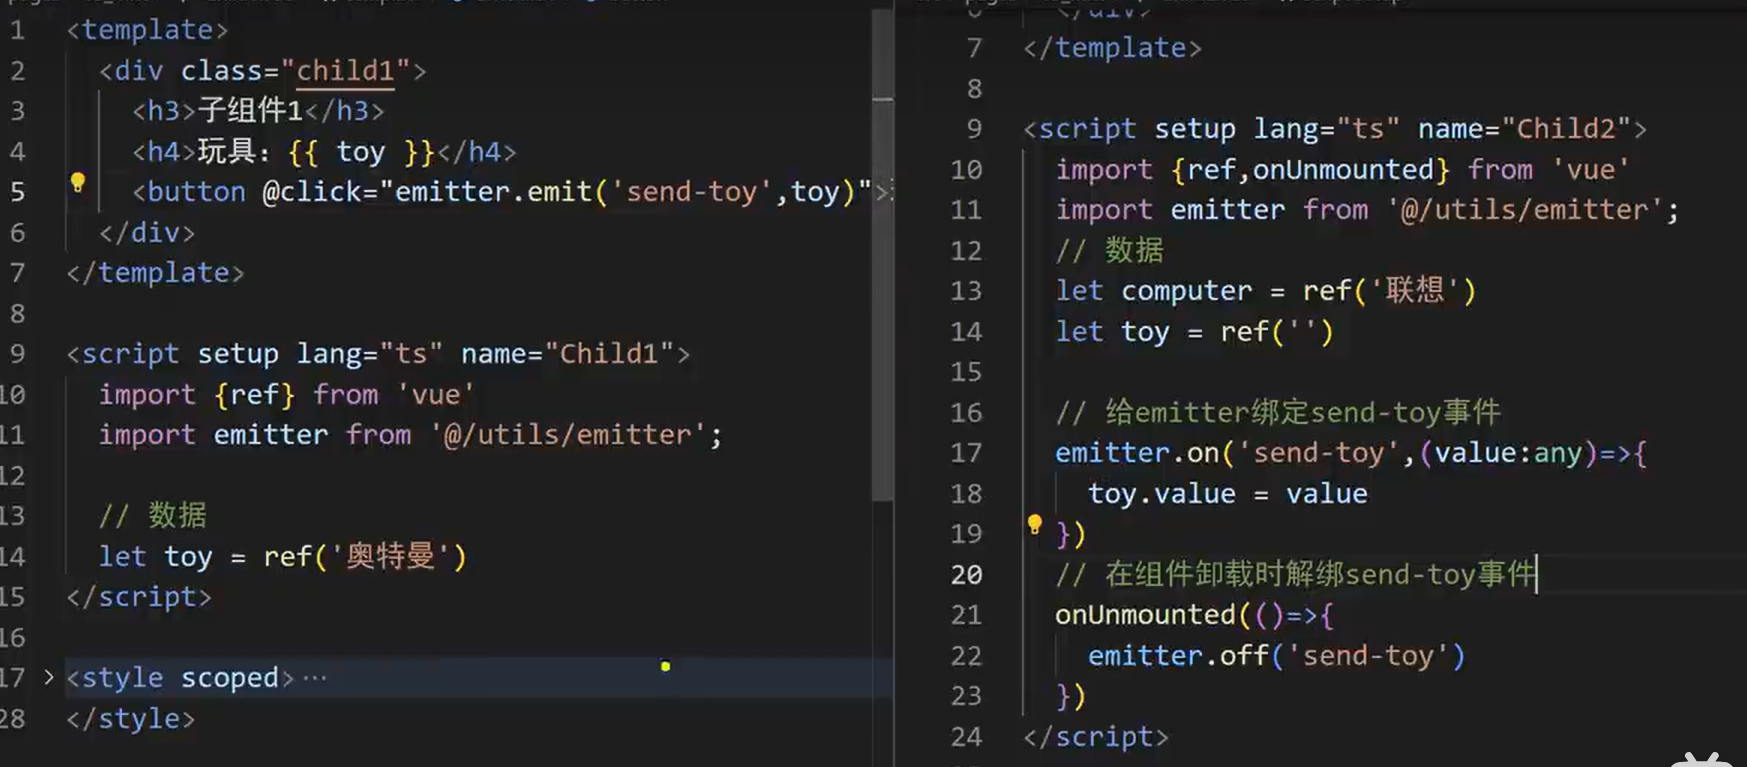 1 <template>
2 <div class="child1">
3 <h3>子组件1</h3>
4 <h4>玩具：{{ toy }}</h4>
5 <button @click="emitter.emit('send-toy',toy)">
6 </div>
7 </template>
8
9 <script setup lang="ts" name="Child1">
10 import {ref} from 'vue'
11 import emitter from '@/utils/emitter';
12
13 // 数据
14 let toy = ref('奥特曼')
15 </script>
16
17 <style scoped>···
28 </style>
6 </div>
7 </template>
8
9 <script setup lang="ts" name="Child2">
10 import {ref,onUnmounted} from 'vue'
11 import emitter from '@/utils/emitter';
12 // 数据
13 let computer = ref('联想')
14 let toy = ref('')
15
16 // 给emitter绑定send-toy事件
17 emitter.on('send-toy',(value:any)=>{
18 toy.value = value
19 })
20 // 在组件卸载时解绑send-toy事件
21 onUnmounted(()=>{
22 emitter.off('send-toy')
23 })
24 </script>